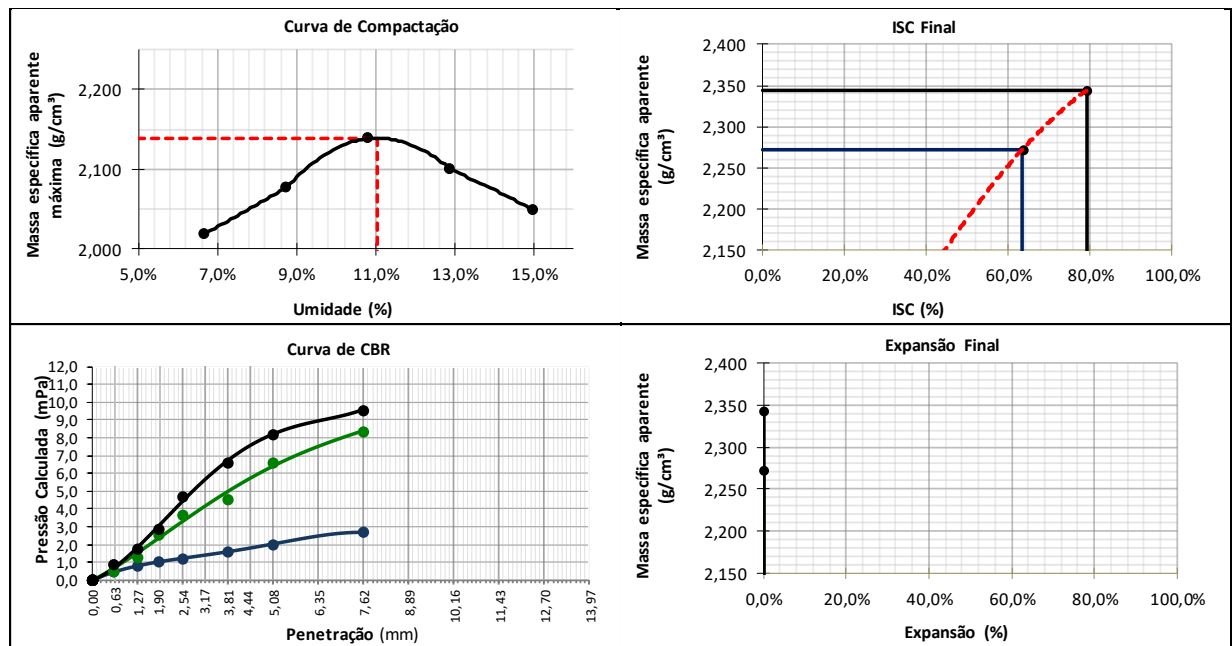 Curva de Compactação
Massa específica aparente
máxima (g/cm³)
2,200
2,100
2,000
5,0% 7,0% 9,0% 11,0% 13,0% 15,0%
Umidade (%)
ISC Final
Massa específica aparente
(g/cm³)
2,400
2,350
2,300
2,250
2,200
2,150
0,0% 20,0% 40,0% 60,0% 80,0% 100,0%
ISC (%)
Curva de CBR
Pressão Calculada (mPa)
12,0
11,0
10,0
9,0
8,0
7,0
6,0
5,0
4,0
3,0
2,0
1,0
0,0
0,00 0,63 1,27 1,90 2,54 3,17 3,81 4,44 5,08 6,35 7,62 8,89 10,16 11,43 12,70 13,97
Penetração (mm)
Expansão Final
Massa específica aparente
(g/cm³)
2,400
2,350
2,300
2,250
2,200
2,150
0,0% 20,0% 40,0% 60,0% 80,0% 100,0%
Expansão (%)